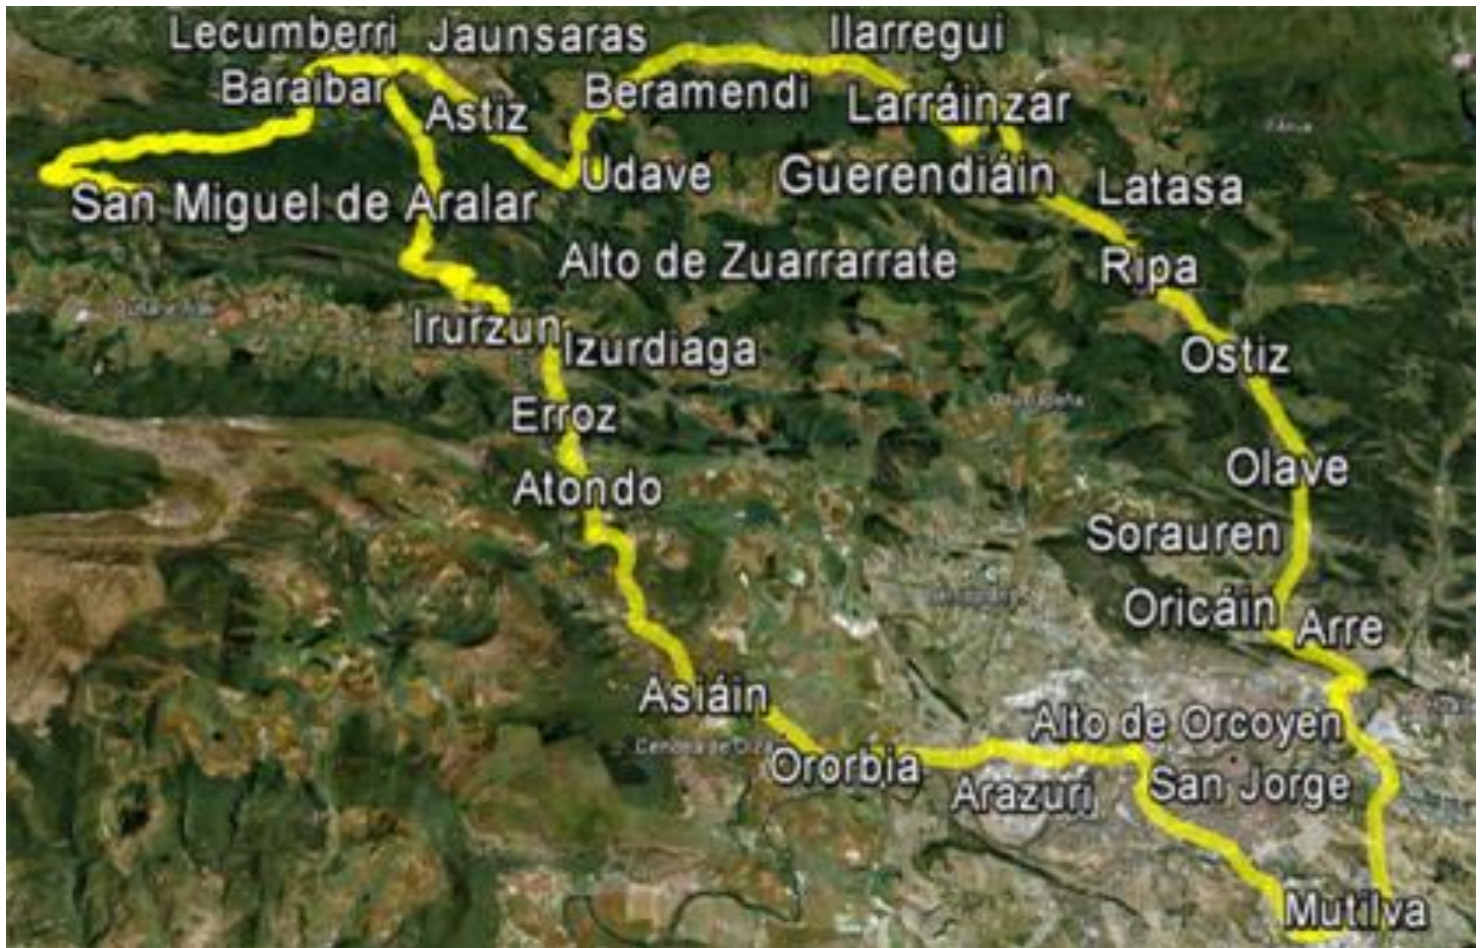 Lecumberri
Jaunsaras
Ilarregui
Baraibar
Astiz
Beramendi
Larráinzar
Udave
Guerendiáin
Latasa
San Miguel de Aralar
Alto de Zuarrarrate
Ripa
Irurzun
Izurdiaga
Ostiz
Erroz
Olave
Atondo
Sorauren
Oricáin
Arre
Asiáin
Alto de Orcoyen
Ororbia
Arazuri
San Jorge
Mutilva